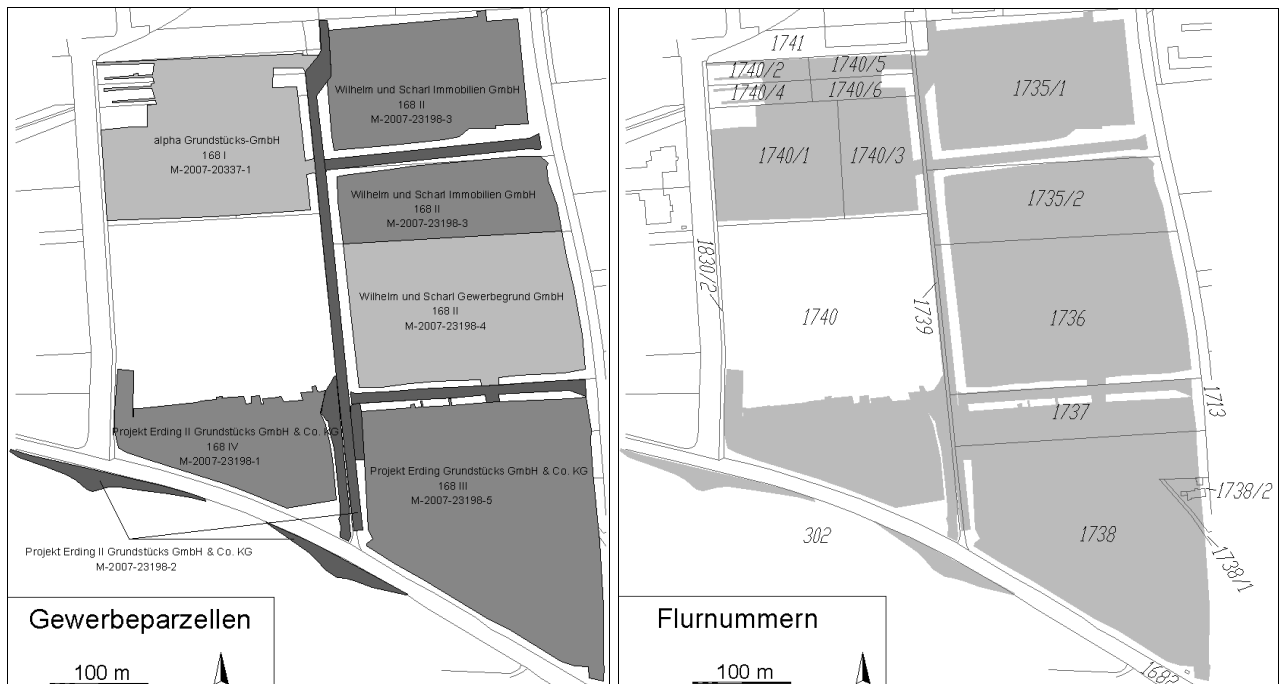 Wilhelm und Scharl Immobilien GmbH
168 II
M-2007-23198-3
alpha Grundstücks-GmbH
168 I
M-2007-20337-1
Wilhelm und Scharl Immobilien GmbH
168 II
M-2007-23198-3
Wilhelm und Scharl Gewerbegrund GmbH
168 II
M-2007-23198-4
Projekt Erding II Grundstücks GmbH & Co. KG
168 IV
M-2007-23198-1
Projekt Erding Grundstücks GmbH & Co. KG
168 III
M-2007-23198-5
Projekt Erding II Grundstücks GmbH & Co. KG
M-2007-23198-2
Gewerbeparzellen
100 m
1741
1740/2
1740/5
1740/4
1740/6
1735/1
1740/1
1740/3
1735/2
1830/2
1739
1740
1736
1737
1713
1738/2
1738
302
1738/1
1682
Flurnummern
100 m